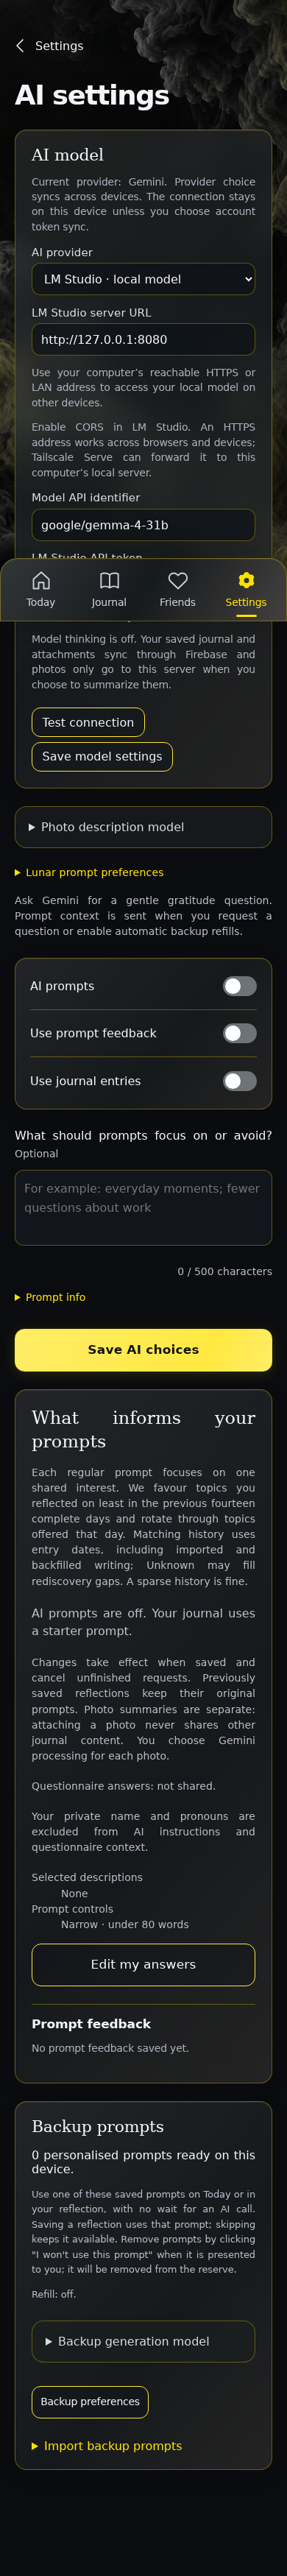 Settings
AI settings
AI model
Current provider: Gemini. Provider choice
syncs across devices. The connection stays
on this device unless you choose account
token sync.
AI provider
LM Studio · local model
LM Studio server URL
http://127.0.0.1:8080
Use your computer’s reachable HTTPS or
LAN address to access your local model on
other devices.
Enable CORS in LM Studio. An HTTPS
address works across browsers and devices;
Tailscale Serve can forward it to this
computer’s local server.
Model API identifier
google/gemma-4-31b
LM Studio API token
Today
Journal
Friends
Settings
Model thinking is off. Your saved journal and
attachments sync through Firebase and
photos only go to this server when you
choose to summarize them.
Test connection
Save model settings
Photo description model
Lunar prompt preferences
Ask Gemini for a gentle gratitude question.
Prompt context is sent when you request a
question or enable automatic backup refills.
AI prompts
Use prompt feedback
Use journal entries
What should prompts focus on or avoid?
Optional
For example: everyday moments; fewer
questions about work
0 / 500 characters
Prompt info
Save AI choices
What informs your
prompts
Each regular prompt focuses on one
shared interest. We favour topics you
reflected on least in the previous fourteen
complete days and rotate through topics
offered that day. Matching history uses
entry dates, including imported and
backfilled writing; Unknown may fill
rediscovery gaps. A sparse history is fine.
AI prompts are off. Your journal uses
a starter prompt.
Changes take effect when saved and
cancel unfinished requests. Previously
saved reflections keep their original
prompts. Photo summaries are separate:
attaching a photo never shares other
journal content. You choose Gemini
processing for each photo.
Questionnaire answers: not shared.
Your private name and pronouns are
excluded from AI instructions and
questionnaire context.
Selected descriptions
None
Prompt controls
Narrow · under 80 words
Edit my answers
Prompt feedback
No prompt feedback saved yet.
Backup prompts
0 personalised prompts ready on this
device.
Use one of these saved prompts on Today or in
your reflection, with no wait for an AI call.
Saving a reflection uses that prompt; skipping
keeps it available. Remove prompts by clicking
"I won't use this prompt" when it is presented
to you; it will be removed from the reserve.
Refill: off.
Backup generation model
Backup preferences
Import backup prompts